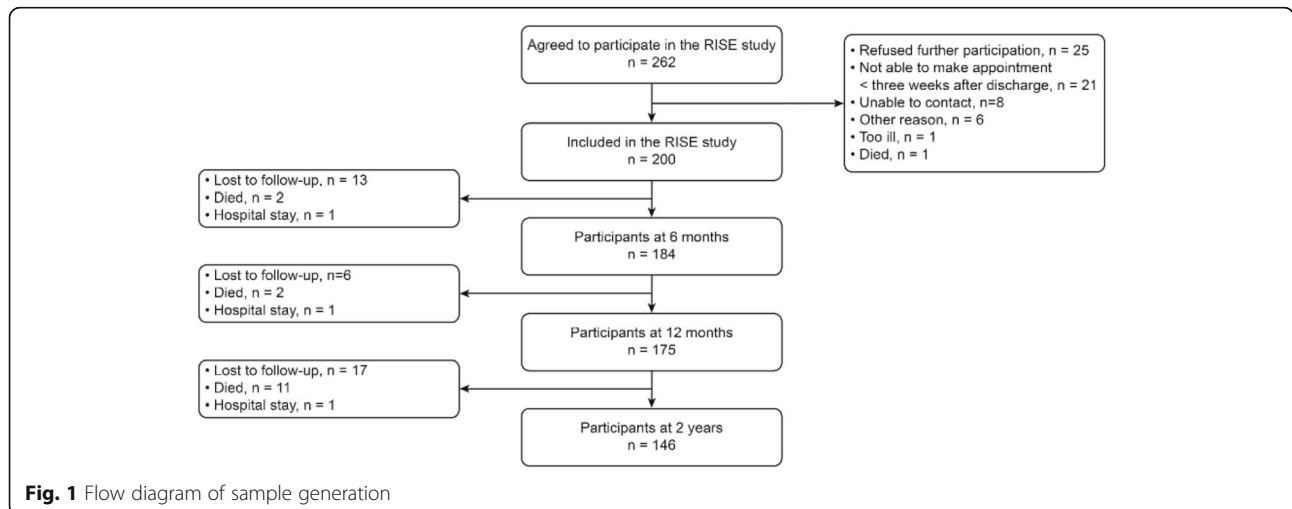 Agreed to participate in the RISE study
n = 262
• Refused further participation, n = 25
• Not able to make appointment
< three weeks after discharge, n = 21
• Unable to contact, n=8
• Other reason, n = 6
• Too ill, n = 1
• Died, n = 1
Included in the RISE study
n = 200
• Lost to follow-up, n = 13
• Died, n = 2
• Hospital stay, n = 1
Participants at 6 months
n = 184
• Lost to follow-up, n=6
• Died, n = 2
• Hospital stay, n = 1
Participants at 12 months
n = 175
• Lost to follow-up, n = 17
• Died, n = 11
• Hospital stay, n = 1
Participants at 2 years
n = 146
Fig. 1 Flow diagram of sample generation